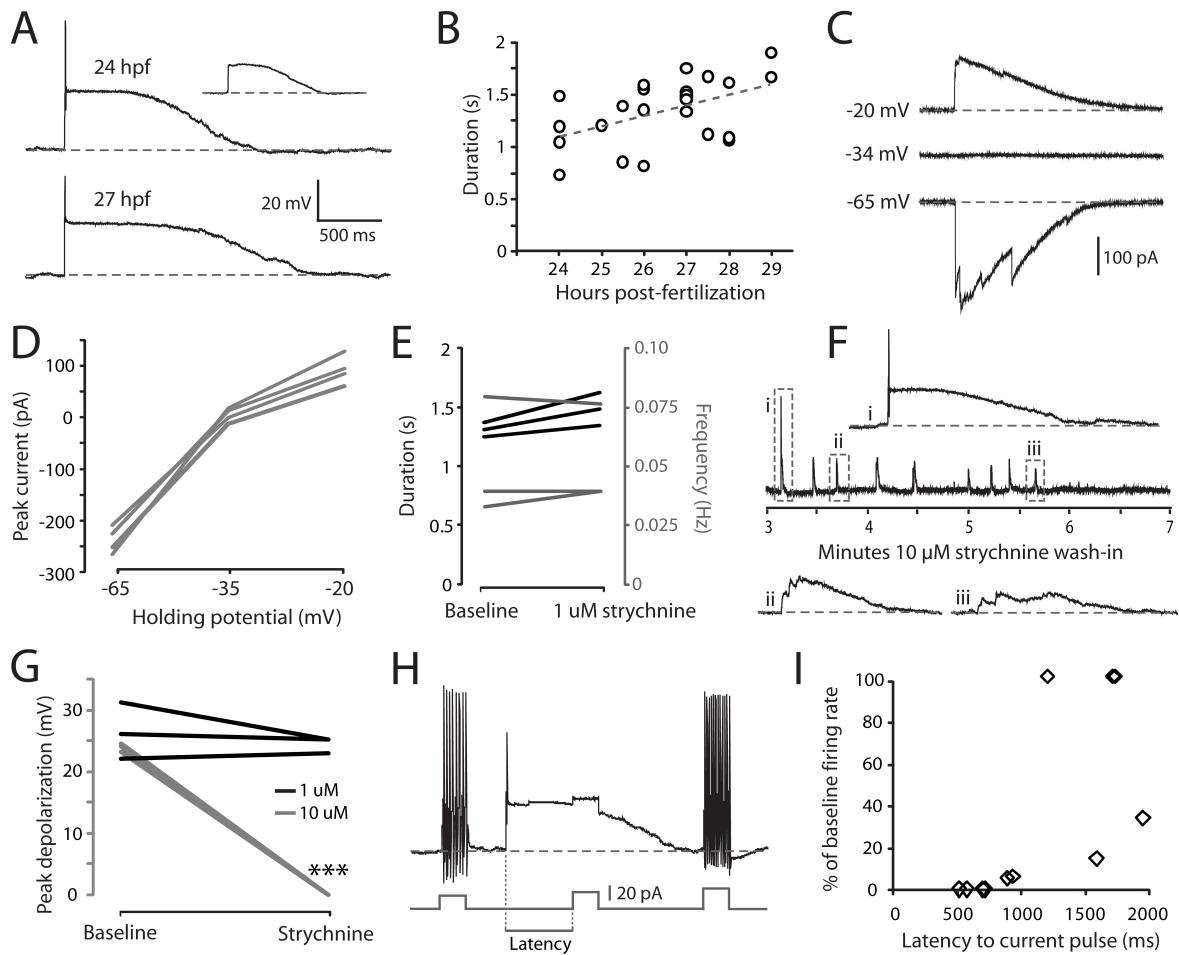 A
24 hpf
27 hpf
20 mV
500 ms
B
Duration (s)
2
1.5
1
0.5
0
24 25 26 27 28 29
Hours post-fertilization
C
-20 mV
-34 mV
-65 mV
100 pA
D
Peak current (pA)
100
0
-100
-200
-300
-65 -35 -20
Holding potential (mV)
E
Duration (s)
2
1.5
1
0.5
0
0.10
0.075
0.05
0.025
0
Frequency (Hz)
Baseline 1 uM strychnine
F
i
i
ii
iii
3 4 5 6 7
Minutes 10 µM strychnine wash-in
ii
iii
G
Peak depolarization (mV)
30
20
10
0
1 uM
10 uM
***
Baseline Strychnine
H
20 pA
Latency
I
% of baseline firing rate
100
80
60
40
20
0
0 500 1000 1500 2000
Latency to current pulse (ms)